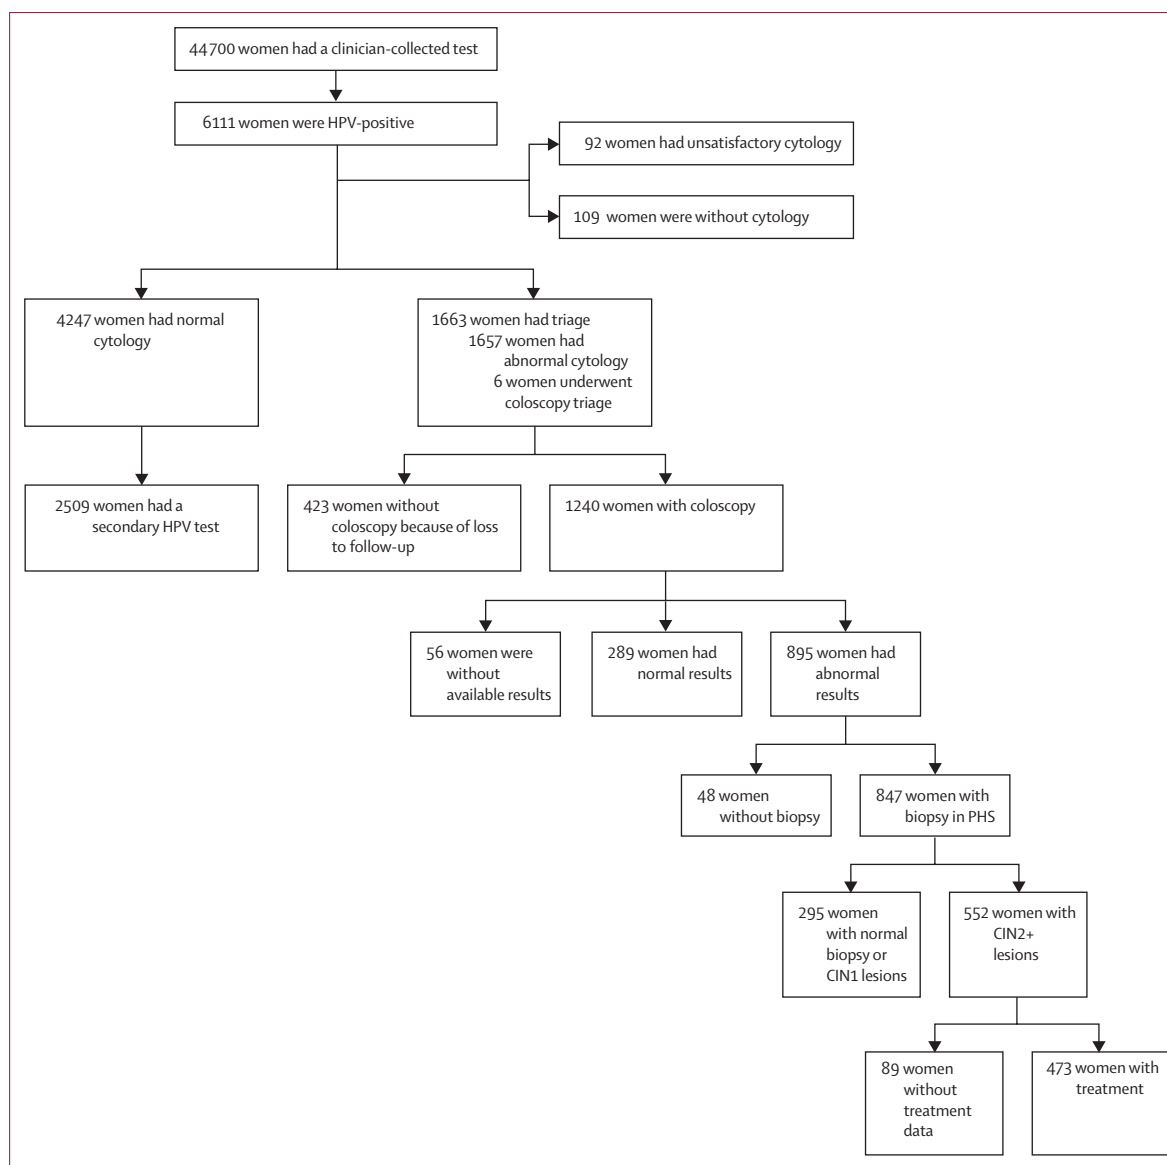 44 700 women had a clinician-collected test
6111 women were HPV-positive
92 women had unsatisfactory cytology
109 women were without cytology
4247 women had normal
cytology
1663 women had triage
1657 women had
abnormal cytology
6 women underwent
coloscopy triage
2509 women had a
secondary HPV test
423 women without
coloscopy because of loss
to follow-up
1240 women with coloscopy
56 women were
without
available results
289 women had
normal results
895 women had
abnormal
results
48 women
without biopsy
847 women with
biopsy in PHS
295 women
with normal
biopsy or
CIN1 lesions
552 women with
CIN2+
lesions
89 women
without
treatment
data
473 women with
treatment